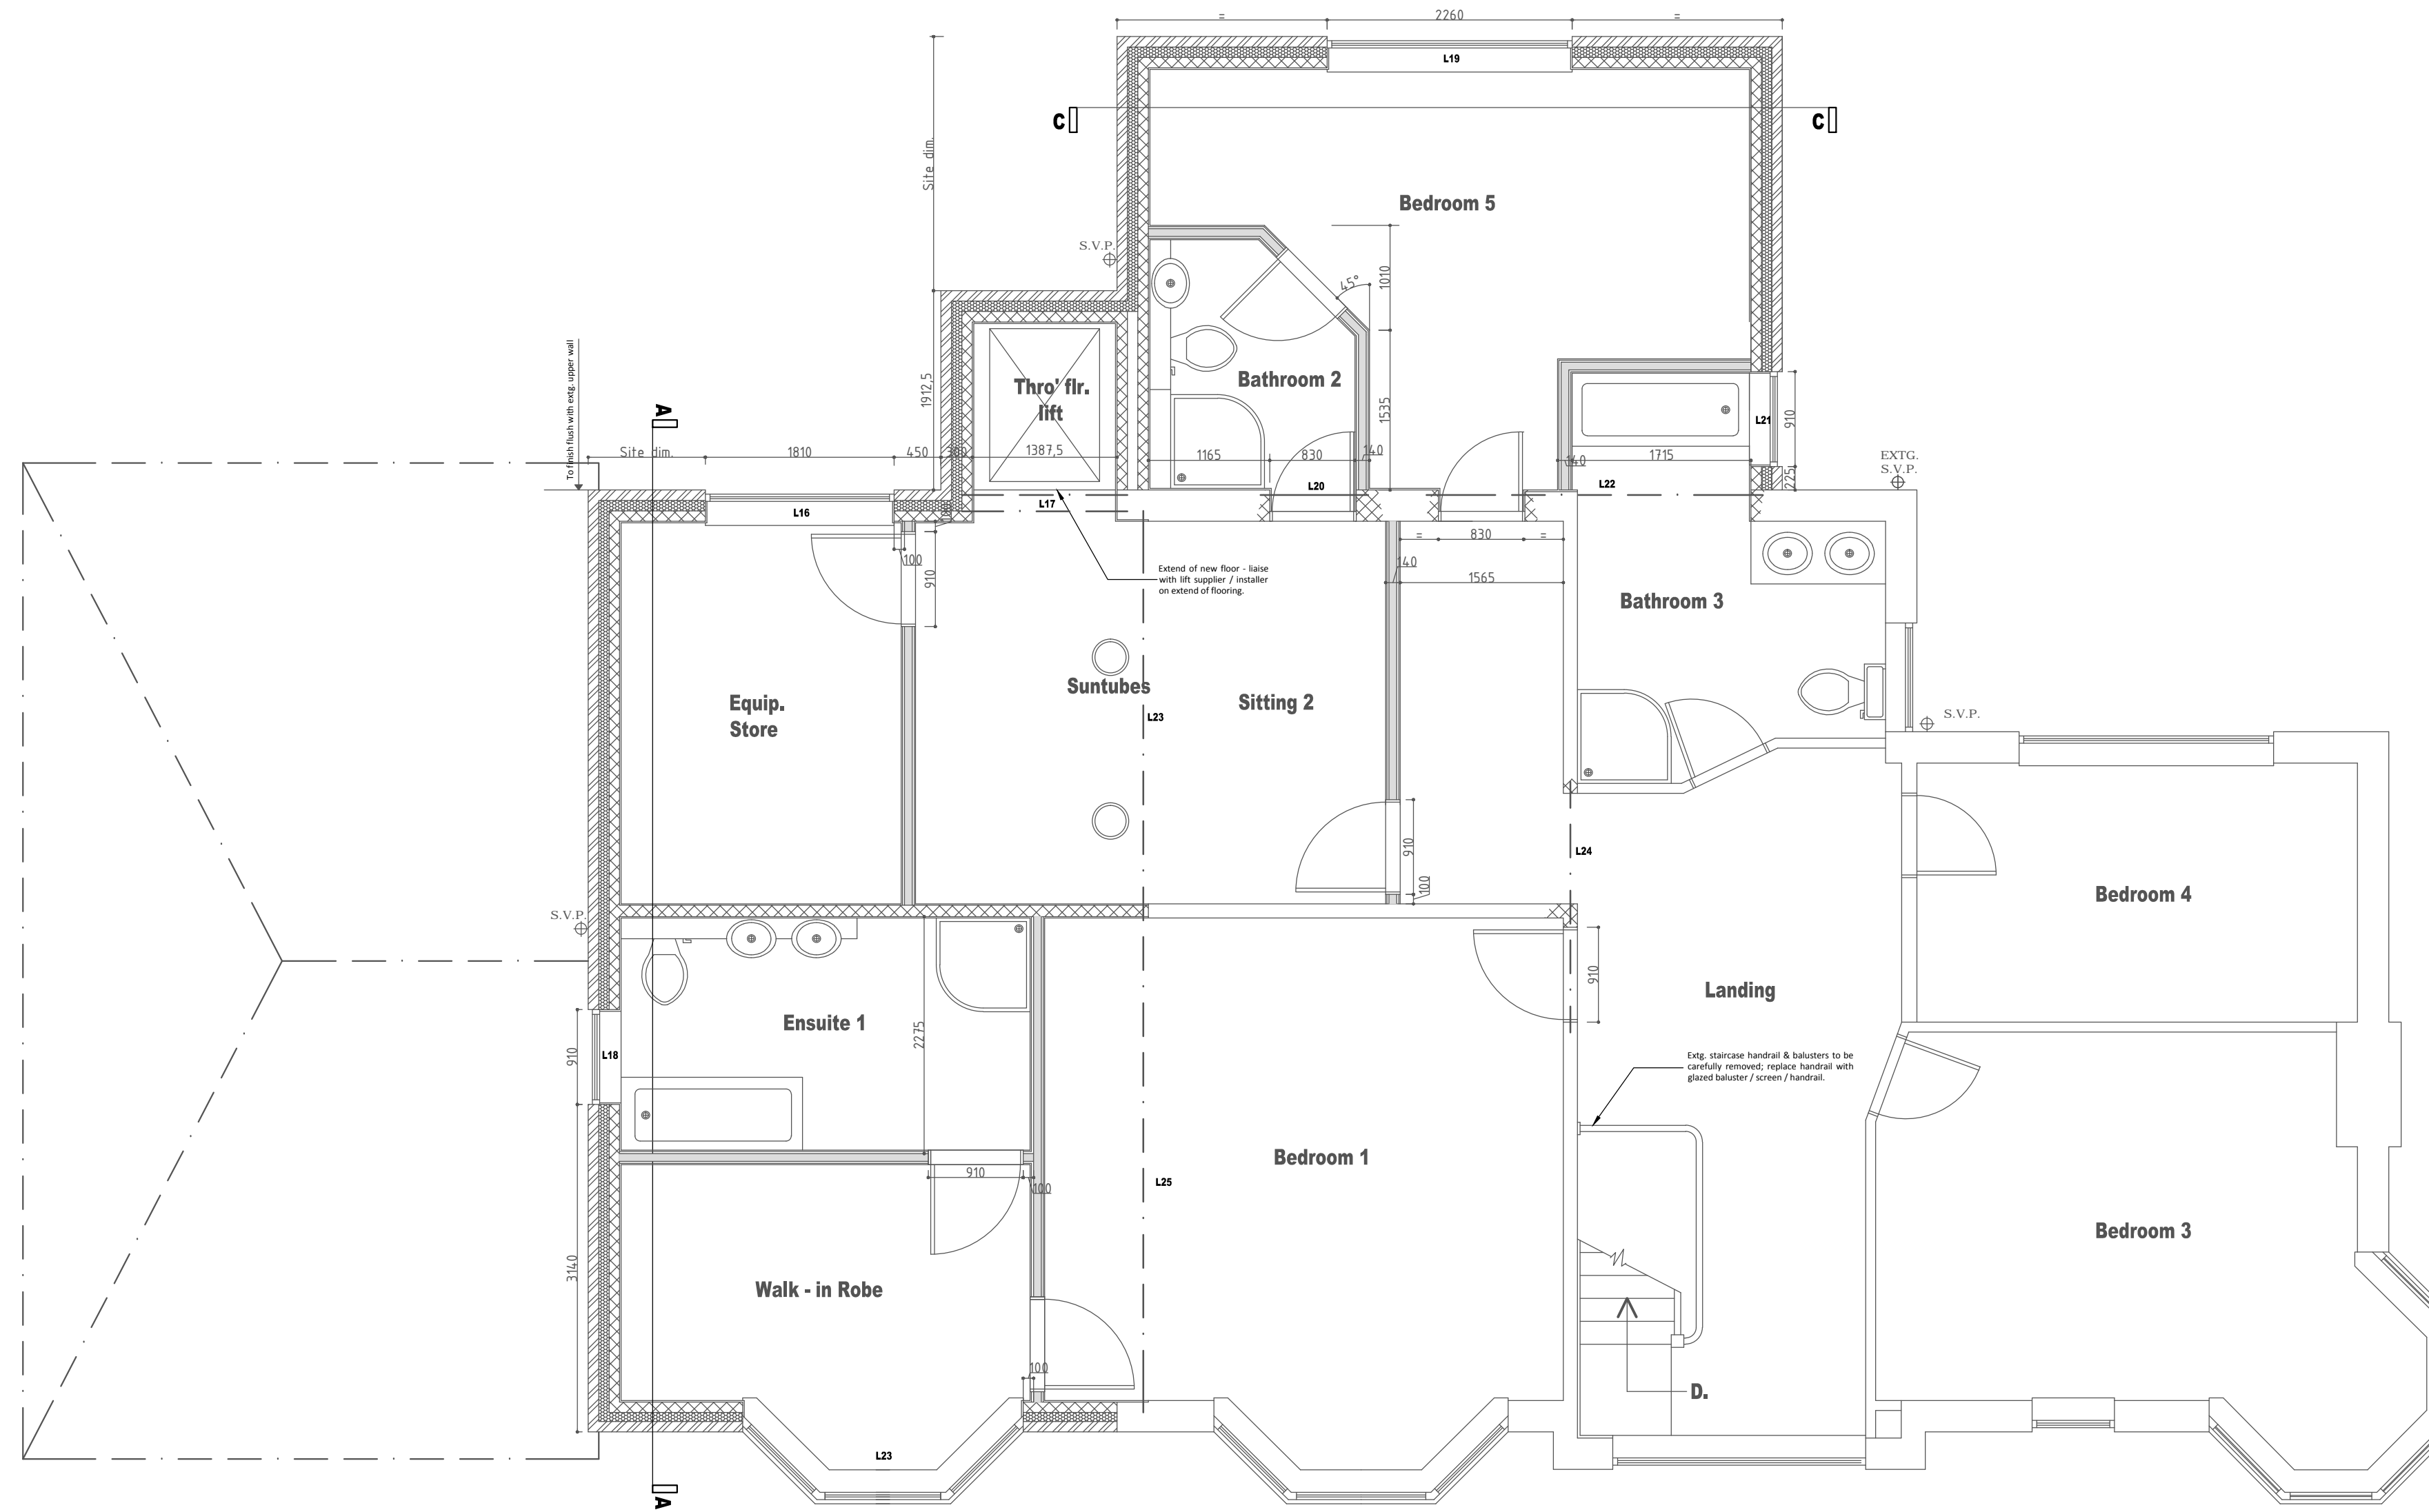 = 2260 =
L19
C C
Site dim.
Bedroom 5
S.V.P.
45°
1010
To finish flush with extg. upper wall
1912,5
Thro' flr.
lift
Bathroom 2
1535
L21
910
A
Site dim. 1810 450 1387,5
1165 830 140
140 1715
225
EXTG.
S.V.P.
L16
L17
L20
L22
100
910
Extend of new floor - liaise
with lift supplier / installer
on extend of flooring.
= 830 =
140
1565
Bathroom 3
Suntubes
Equip.
Store
Sitting 2
L23
S.V.P.
910
100
L24
Bedroom 4
S.V.P.
910
Landing
Ensuite 1
2275
910
L18
Extg. staircase handrail & balusters to be
carefully removed; replace handrail with
glazed baluster / screen / handrail.
Bedroom 1
910
100
L25
Bedroom 3
3140
Walk - in Robe
100
D.
L23
A